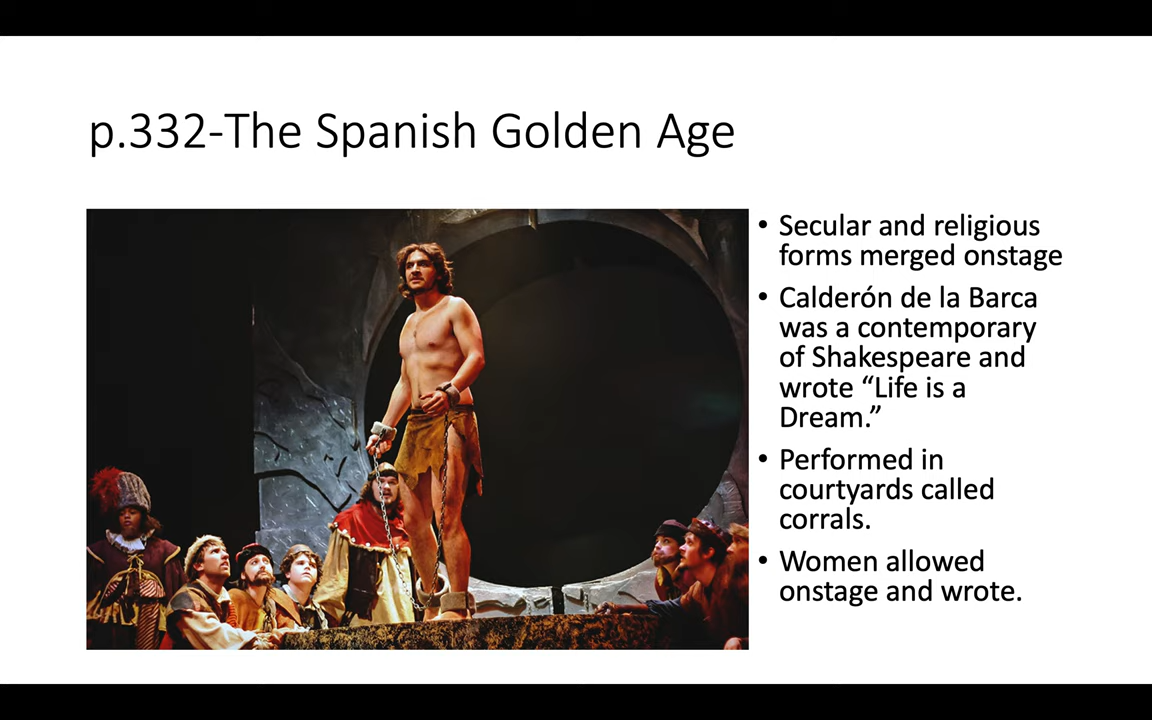 p.332-The Spanish Golden Age
• Secular and religious
forms merged onstage
• Calderón de la Barca
was a contemporary
of Shakespeare and
wrote “Life is a
Dream.”
• Performed in
courtyards called
corrals.
• Women allowed
onstage and wrote.